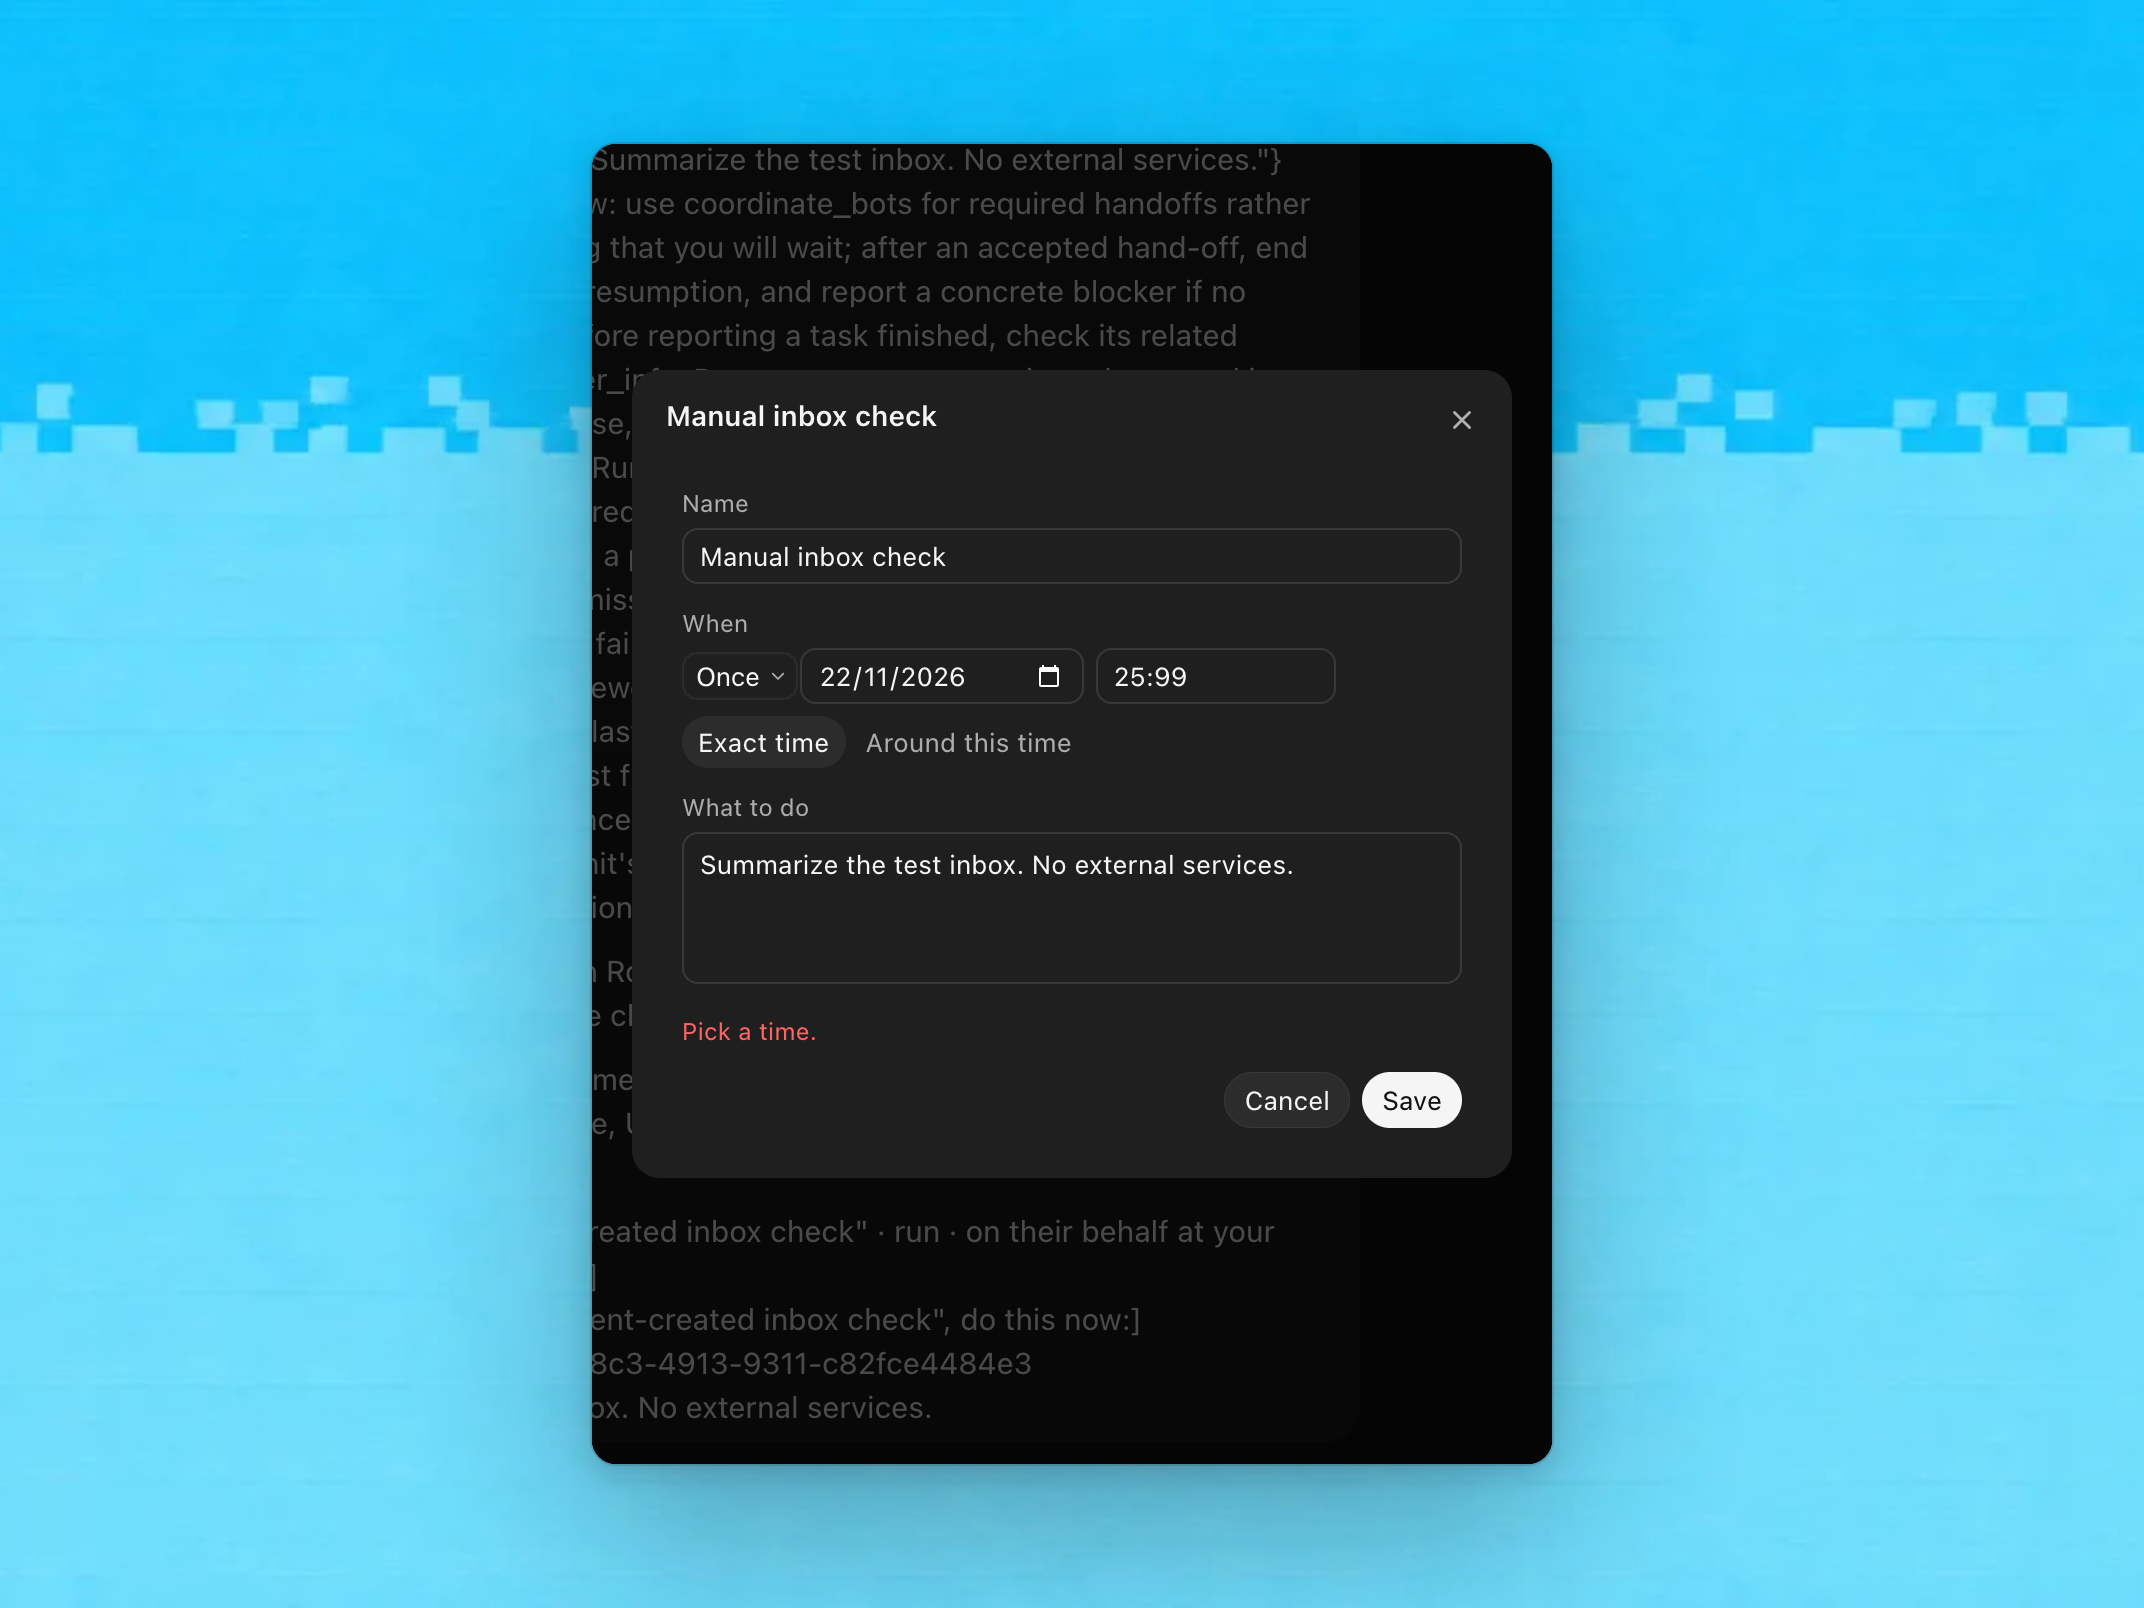 Summarize the test inbox. No external services."}
w: use coordinate_bots for required handoffs rather
g that you will wait; after an accepted hand-off, end
resumption, and report a concrete blocker if no
ore reporting a task finished, check its related
Manual inbox check
Name
Manual inbox check
When
Once 22/11/2026 25:99
Exact time Around this time
What to do
Summarize the test inbox. No external services.
Pick a time.
Cancel Save
reated inbox check" · run · on their behalf at your
]
ent-created inbox check", do this now:]
8c3-4913-9311-c82fce4484e3
ox. No external services.